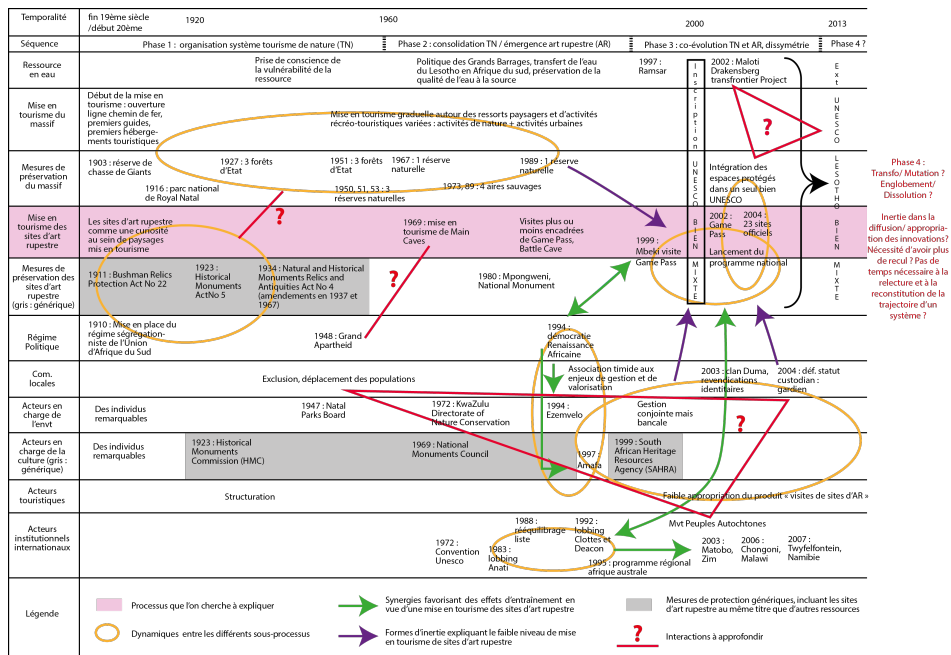 Temporalité
fin 19ème siècle
/début 20ème
1920
1960
2000
2013
Séquence
Phase 1 : organisation système tourisme de nature (TN)
Phase 2 : consolidation TN / émergence art rupestre (AR)
Phase 3 : co-évolution TN et AR, dissymétrie
Phase 4 ?
Ressource
en eau
Prise de conscience de
la vulnérabilité de la
ressource
Politique des Grands Barrages, transfert de l'eau
du Lesotho en Afrique du sud, préservation de la
qualité de l'eau à la source
1997 :
Ramsar
2002 : Maloti
Drakensberg
transfrontier Project
Inscription UNESCO BIEN MIXTE
Ext UNESCO LESOTHO BIEN MIXTE
Mise en
tourisme du
massif
Début de la mise en
tourisme : ouverture
ligne chemin de fer,
premiers guides,
premiers héberge-
ments touristiques
Mise en tourisme graduelle autour des ressorts paysagers et d'activités
récréo-touristiques variées : activités de nature + activités urbaines
?
Mesures de
préservation
du massif
1903 : réserve de
chasse de Giants
1916 : parc national
de Royal Natal
1927 : 3 forêts
d'Etat
1951 : 3 forêts
d'Etat
1950, 51, 53 : 3
réserves naturelles
1967 : 1 réserve
naturelle
1973, 89 : 4 aires sauvages
1989 : 1 réserve
naturelle
Intégration des
espaces protégés
dans un seul bien
UNESCO
Mise en
tourisme des
sites d'art
rupestre
Les sites d'art rupestre
comme une curiosité
au sein de paysages
mis en tourisme
?
1969 : mise en
tourisme de Main
Caves
Visites plus ou
moins encadrées
de Game Pass,
Battle Cave
1999 :
Mbeki visite
Game Pass
2002 :
Game
Pass
2004 :
23 sites
officiels
Lancement du
programme national
Mesures de
préservation des
sites d'art
rupestre
(gris : générique)
1911 : Bushman Relics
Protection Act No 22
1923 :
Historical
Monuments
ActNo 5
1934 : Natural and Historical
Monuments Relics and
Antiquities Act No 4
(amendements en 1937 et
1967)
?
1980 : Mpongweni,
National Monument
Régime
Politique
1910 : Mise en place du
régime ségrégation-
niste de l'Union
d'Afrique du Sud
1948 : Grand
Apartheid
1994 :
démocratie
Renaissance
Africaine
Com.
locales
Exclusion, déplacement des populations
Association timide aux
enjeux de gestion et de
valorisation
2003 : clan Duma,
revendications
identitaires
2004 : déf. statut
custodian :
gardien
Acteurs en
charge de
l'envt
Des individus
remarquables
1947 : Natal
Parks Board
1972 : KwaZulu
Directorate of
Nature Conservation
1994 :
Ezemvelo
Gestion
conjointe mais
bancale
?
Acteurs en
charge de la
culture (gris :
générique)
Des individus
remarquables
1923 : Historical
Monuments
Commission (HMC)
1969 : National
Monuments Council
1997 :
Amafa
1999 : South
African Heritage
Resources
Agency (SAHRA)
Acteurs
touristiques
Structuration
Faible appropriation du produit « visites de sites d'AR »
Acteurs
institutionnels
internationaux
1972 :
Convention
Unesco
1983 :
lobbing
Anati
1988 :
rééquilibrage
liste
1992 :
lobbing
Clottes et
Deacon
1995 : programme régional
afrique australe
Mvt Peuples Autochtones
2003 :
Matobo,
Zim
2006 :
Chongoni,
Malawi
2007 :
Twyfelfontein,
Namibie
Phase 4 :
Transfo/ Mutation ?
Englobement/
Dissolution ?
Inertie dans la
diffusion/ appropria-
tion des innovations?
Nécessité d'avoir plus
de recul ? Pas de
temps nécessaire à la
relecture et à la
reconstitution de la
trajectoire d'un
système ?
Légende
Processus que l'on cherche à expliquer
Dynamiques entre les différents sous-processus
Synergies favorisant des effets d'entraînement en
vue d'une mise en tourisme des sites d'art rupestre
Formes d'inertie expliquant le faible niveau de mise
en tourisme de sites d'art rupestre
Mesures de protection génériques, incluant les sites
d'art rupestre au même titre que d'autres ressources
?
Interactions à approfondir